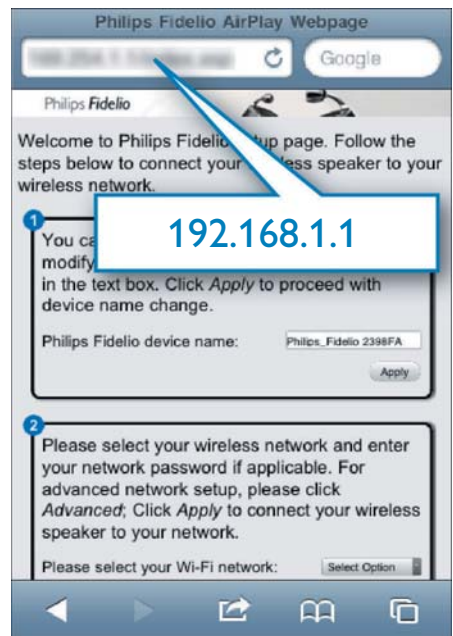 Philips Fidelio AirPlay Webpage
Google
Philips Fidelio
Welcome to Philips Fidelio up page. Follow the
steps below to connect your ess speaker to your
wireless network.
192.168.1.1
1
You
modify
in the text box. Click Apply to proceed with
device name change.
Philips Fidelio device name:
Philips_Fidelio 2398FA
Apply
2
Please select your wireless network and enter
your network password if applicable. For
advanced network setup, please click
Advanced; Click Apply to connect your wireless
speaker to your network.
Please select your Wi-Fi network:
Select Option